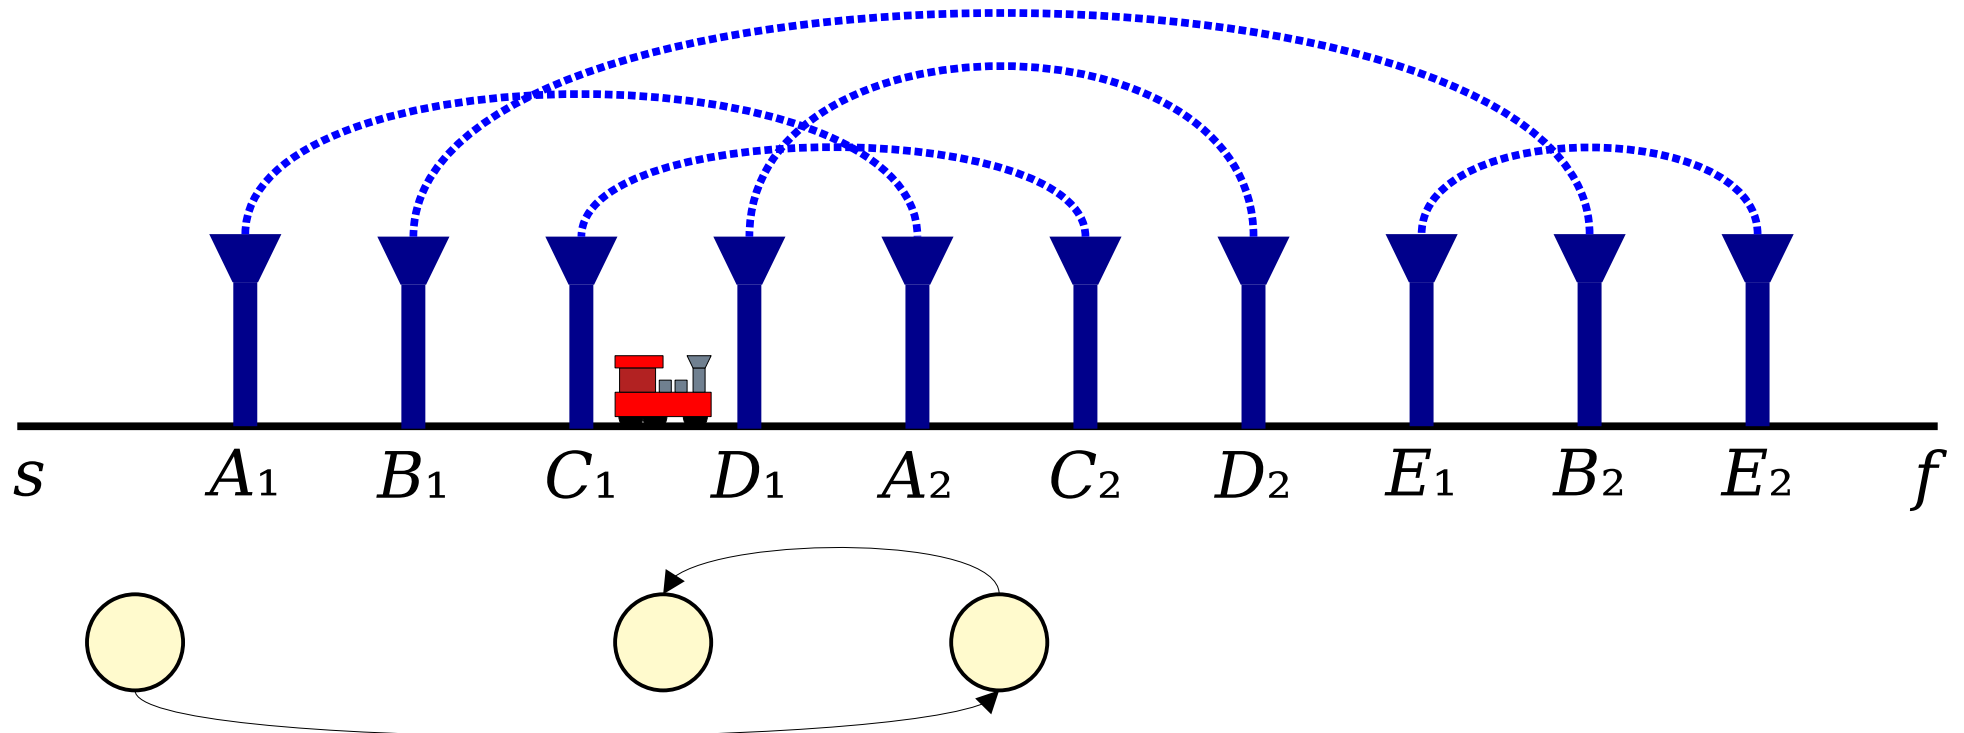 s A₁ B₁ C₁ D₁ A₂ C₂ D₂ E₁ B₂ E₂ f